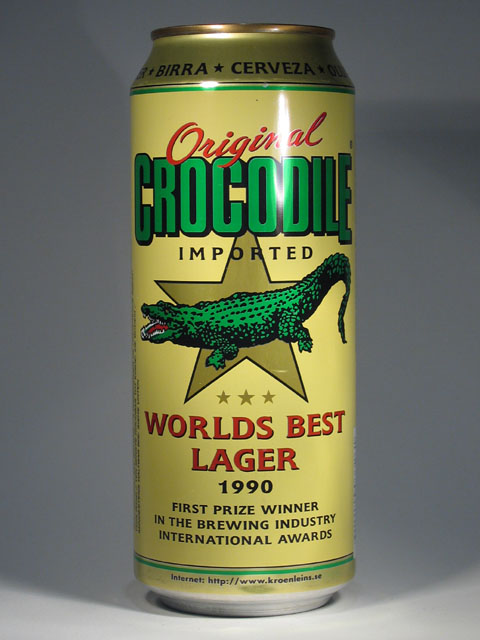 ★ BIRRA ★ CERVEZA ★
Original
CROCODILE
IMPORTED
★★★
WORLDS BEST
LAGER
1990
FIRST PRIZE WINNER
IN THE BREWING INDUSTRY
INTERNATIONAL AWARDS
Internet: http://www.kroenleins.se